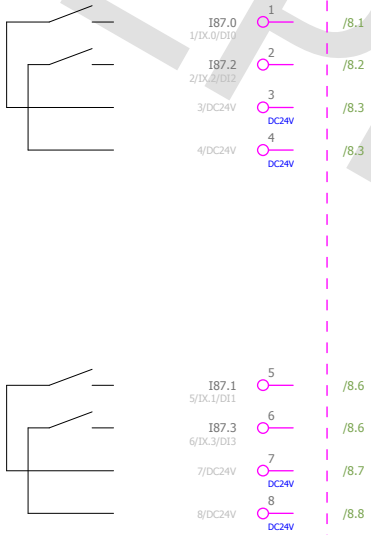 1
I87.0 /8.1
1/IX.0/DI0
2
I87.2 /8.2
2/IX.2/DI2
3
3/DC24V /8.3
DC24V
4
4/DC24V /8.3
DC24V
5
I87.1 /8.6
5/IX.1/DI1
6
I87.3 /8.6
6/IX.3/DI3
7
7/DC24V /8.7
DC24V
8
8/DC24V /8.8
DC24V